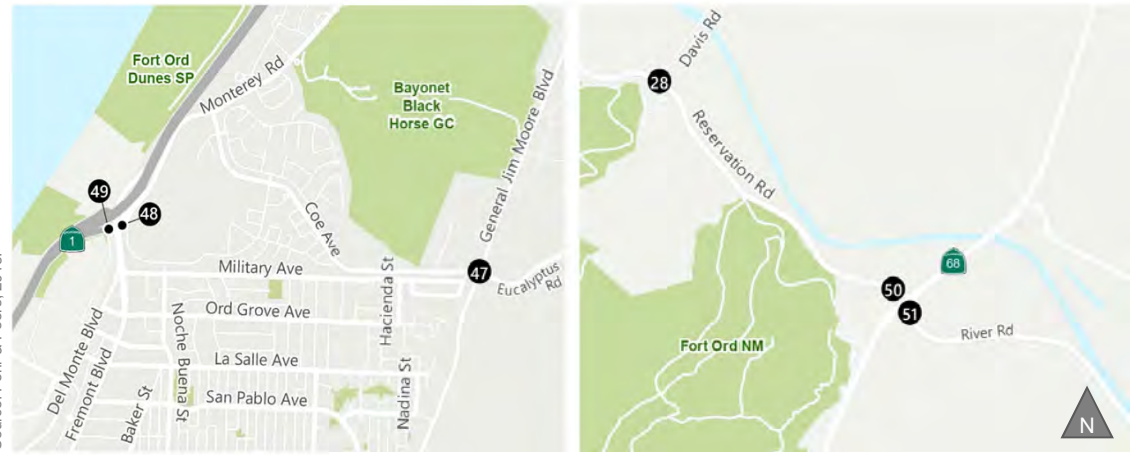 Fort Ord
Dunes SP
Monterey Rd
Bayonet
Black
Horse GC
General Jim Moore Blvd
49
48
1
Coe Ave
47
Military Ave
Eucalyptus
Rd
Hacienda St
Ord Grove Ave
Noche Buena St
Del Monte Blvd
Fremont Blvd
La Salle Ave
Baker St
San Pablo Ave
Nadina St
Davis Rd
28
Reservation Rd
68
50
51
River Rd
Fort Ord NM
N